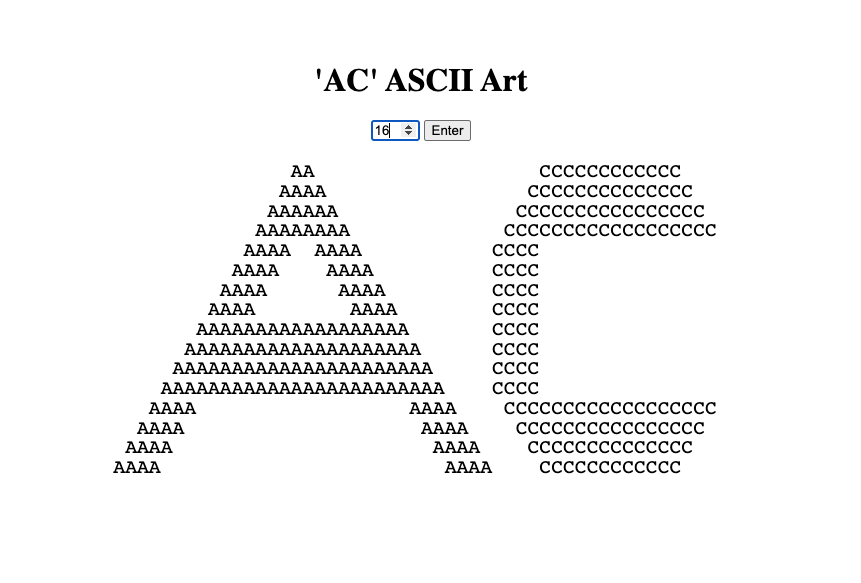 'AC' ASCII Art
16 Enter
               AA                   CCCCCCCCCCCC
              AAAA                 CCCCCCCCCCCCCC
             AAAAAA               CCCCCCCCCCCCCCCC
            AAAAAAAA             CCCCCCCCCCCCCCCCCC
           AAAA  AAAA           CCCC
          AAAA    AAAA          CCCC
         AAAA      AAAA         CCCC
        AAAA        AAAA        CCCC
       AAAAAAAAAAAAAAAAAA       CCCC
      AAAAAAAAAAAAAAAAAAAA      CCCC
     AAAAAAAAAAAAAAAAAAAAAA     CCCC
    AAAAAAAAAAAAAAAAAAAAAAAA    CCCC
   AAAA                  AAAA    CCCCCCCCCCCCCCCCCC
  AAAA                    AAAA    CCCCCCCCCCCCCCCC
 AAAA                      AAAA    CCCCCCCCCCCCCC
AAAA                        AAAA    CCCCCCCCCCCC